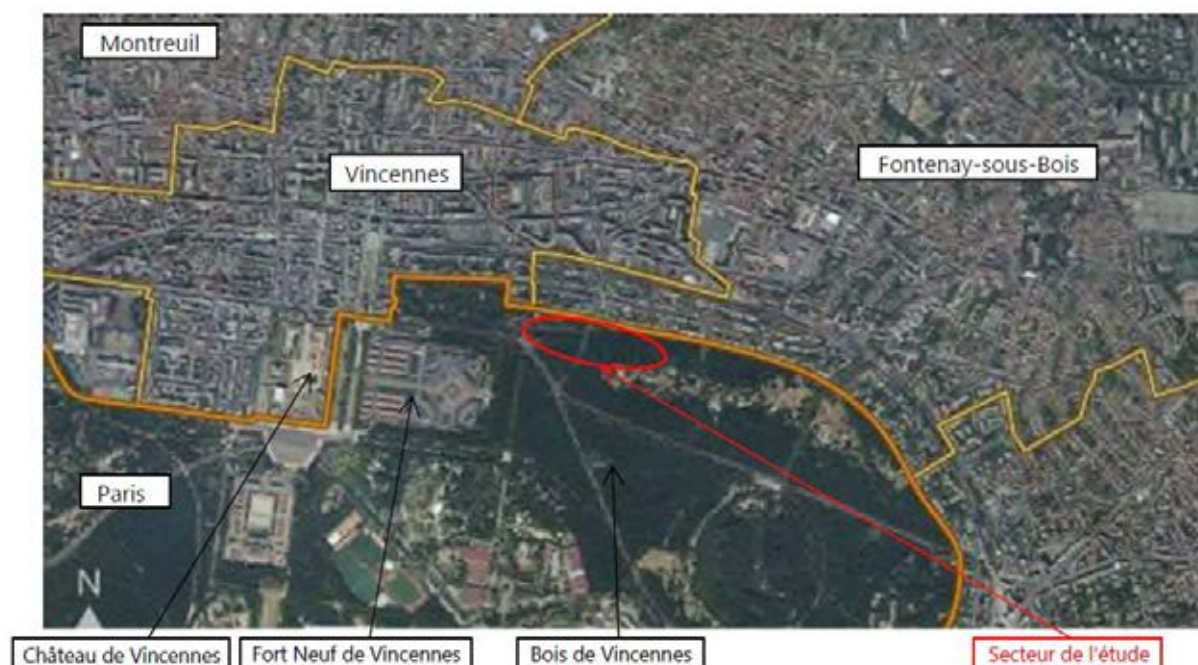 Montreuil
Vincennes
Fontenay-sous-Bois
Paris
N
Château de Vincennes
Fort Neuf de Vincennes
Bois de Vincennes
Secteur de l'étude